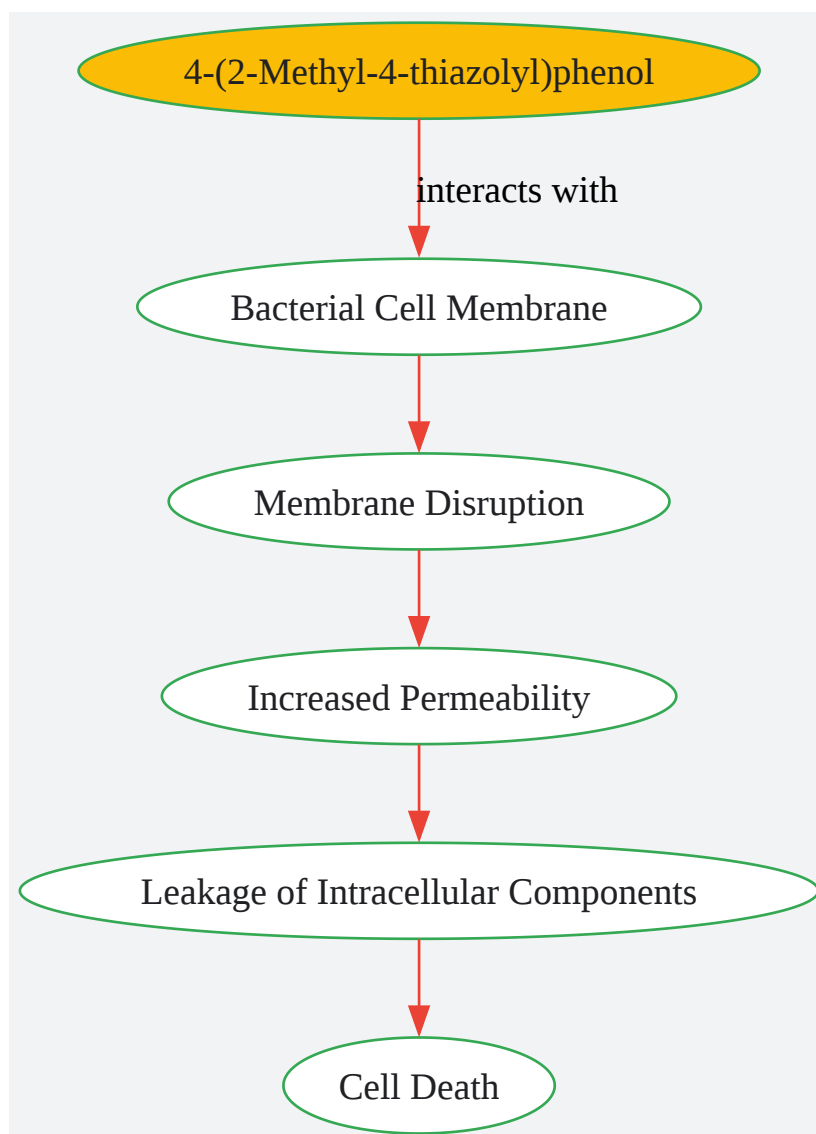 4-(2-Methyl-4-thiazolyl)phenol
interacts with
Bacterial Cell Membrane
Membrane Disruption
Increased Permeability
Leakage of Intracellular Components
Cell Death